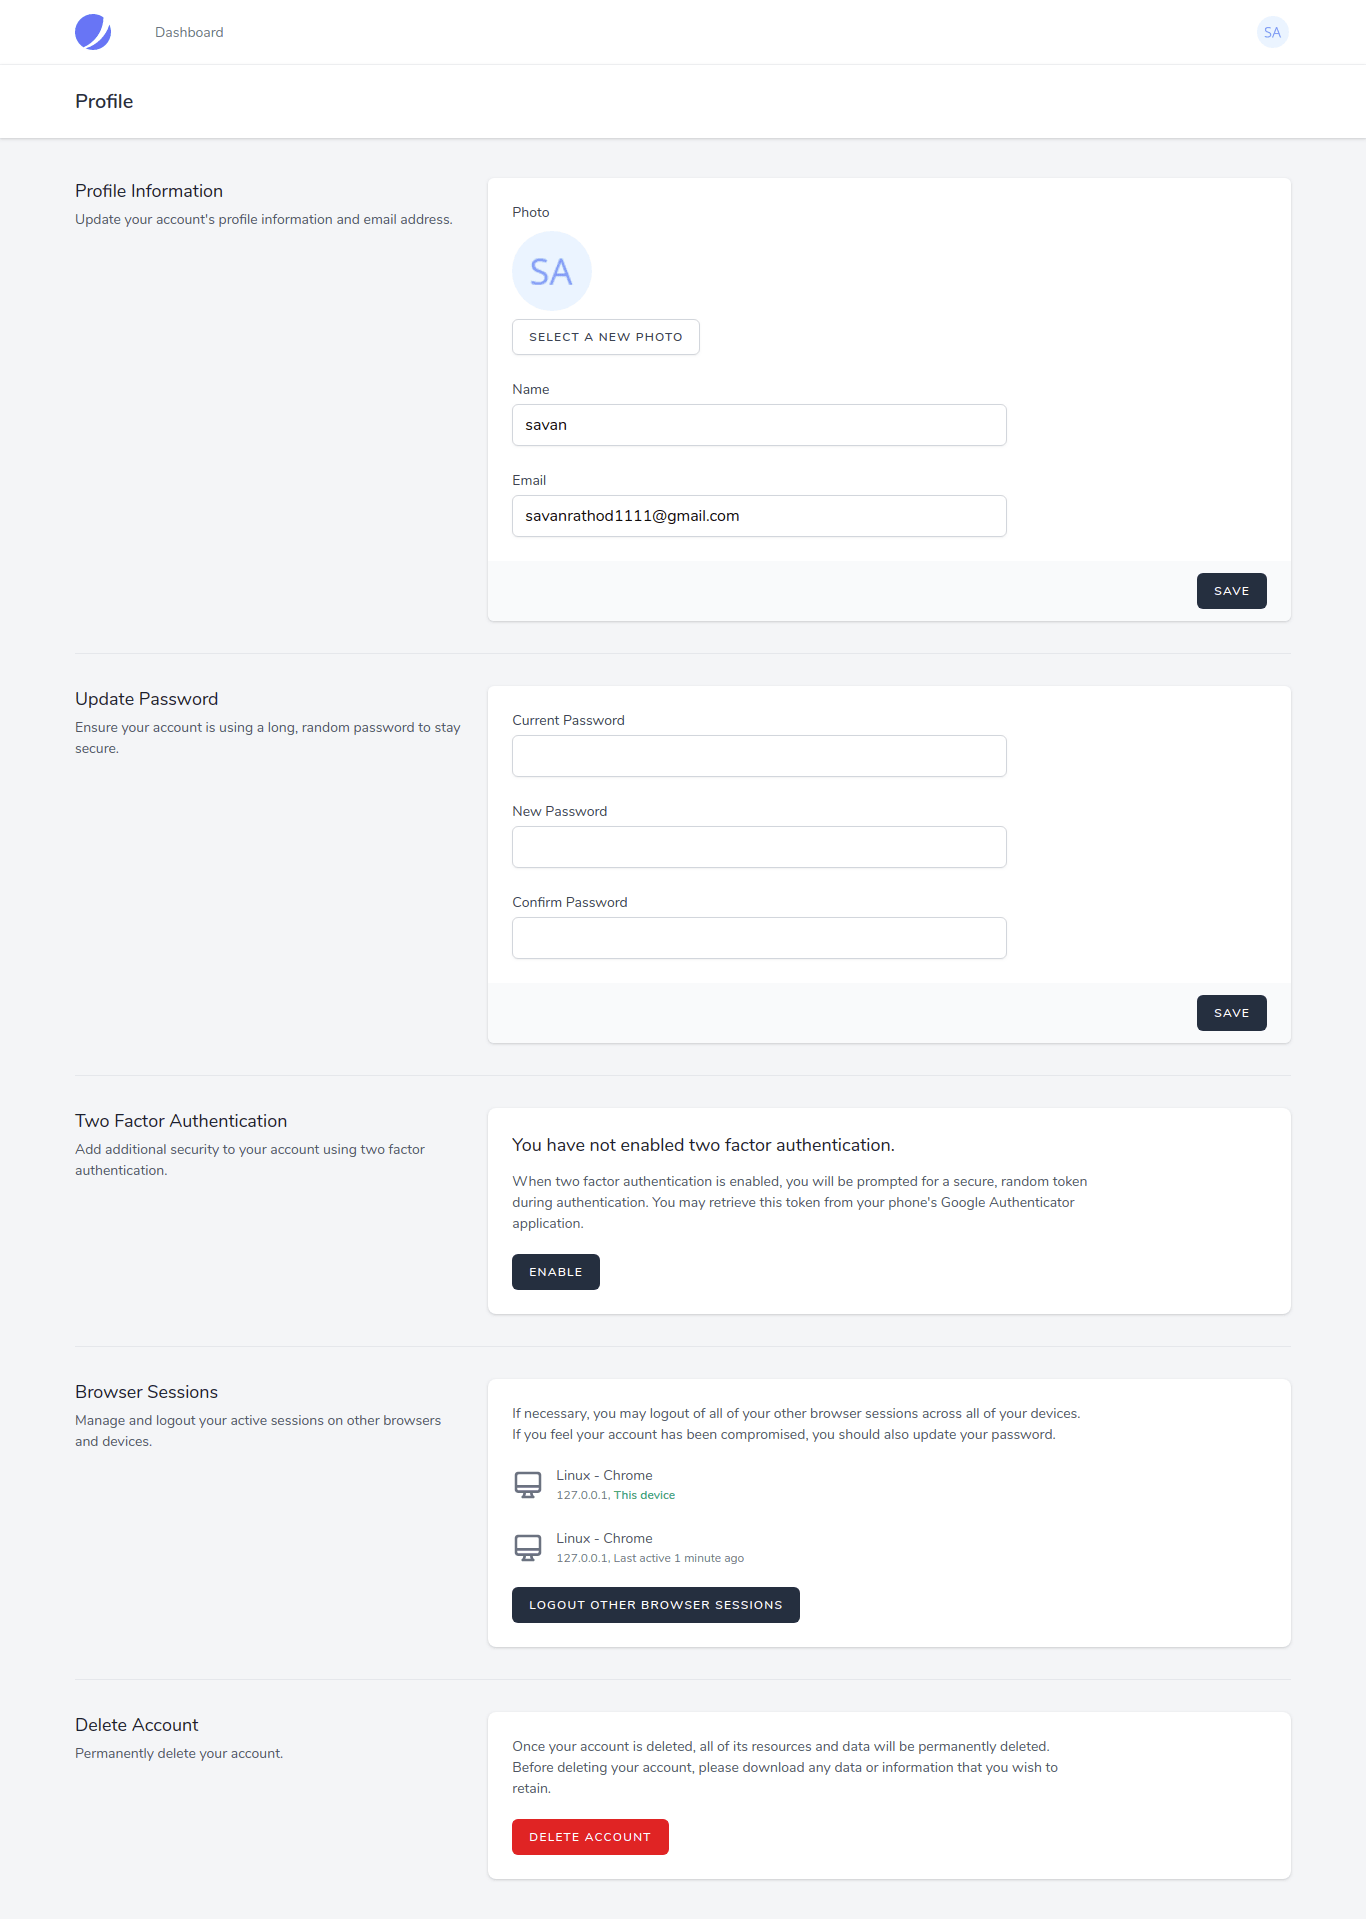 Dashboard
SA
Profile
Profile Information
Update your account's profile information and email address.
Photo
SA
SELECT A NEW PHOTO
Name
savan
Email
savanrathod1111@gmail.com
SAVE
Update Password
Ensure your account is using a long, random password to stay
secure.
Current Password
New Password
Confirm Password
SAVE
Two Factor Authentication
Add additional security to your account using two factor
authentication.
You have not enabled two factor authentication.
When two factor authentication is enabled, you will be prompted for a secure, random token
during authentication. You may retrieve this token from your phone's Google Authenticator
application.
ENABLE
Browser Sessions
Manage and logout your active sessions on other browsers
and devices.
If necessary, you may logout of all of your other browser sessions across all of your devices.
If you feel your account has been compromised, you should also update your password.
Linux - Chrome
127.0.0.1, This device
Linux - Chrome
127.0.0.1, Last active 1 minute ago
LOGOUT OTHER BROWSER SESSIONS
Delete Account
Permanently delete your account.
Once your account is deleted, all of its resources and data will be permanently deleted.
Before deleting your account, please download any data or information that you wish to
retain.
DELETE ACCOUNT